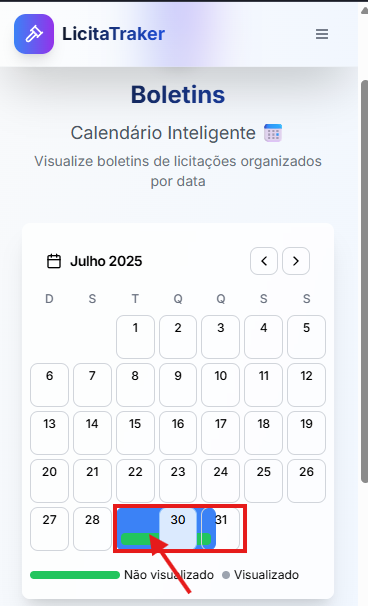 LicitaTraker
Boletins
Calendário Inteligente
Visualize boletins de licitações organizados
por data
Julho 2025
D S T Q Q S S
1 2 3 4 5
6 7 8 9 10 11 12
13 14 15 16 17 18 19
20 21 22 23 24 25 26
27 28 30 31
Não visualizado Visualizado